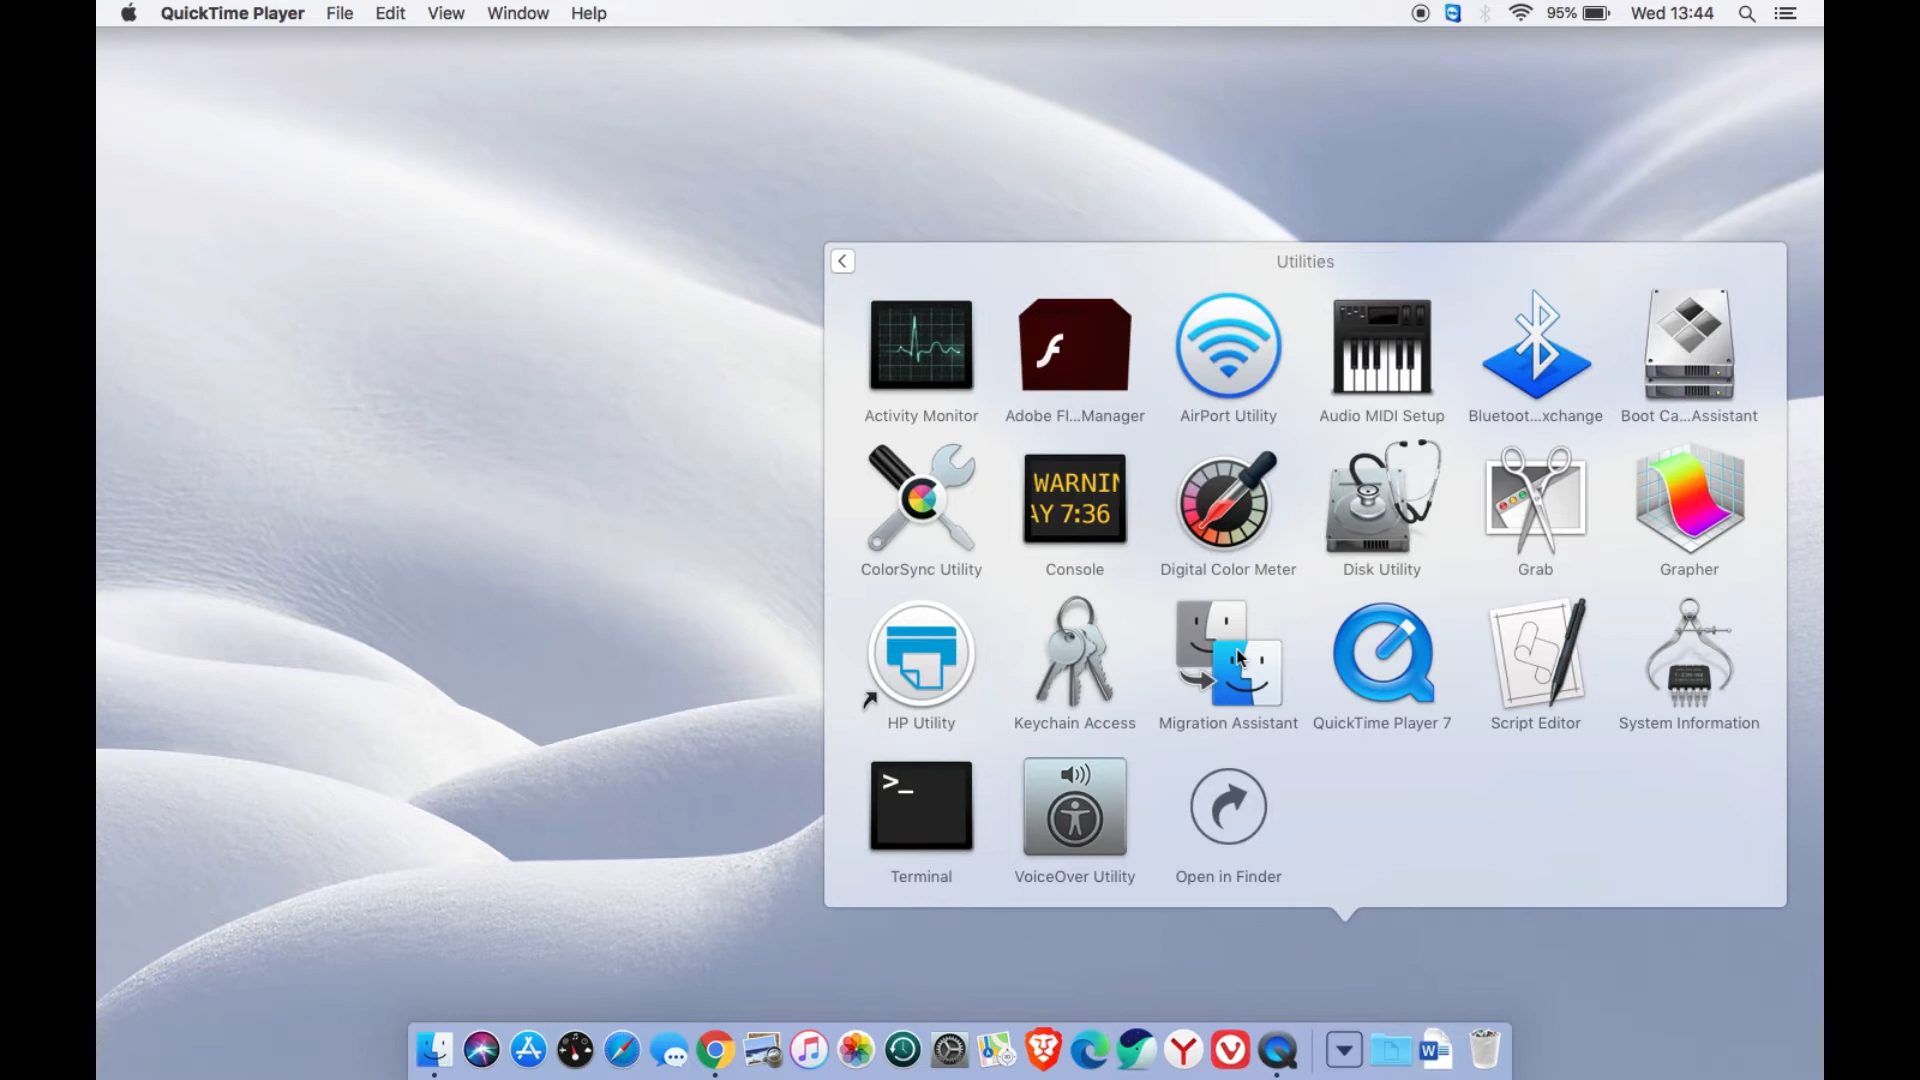 QuickTime Player File Edit View Window Help 95% Wed 13:44
Utilities
Activity Monitor Adobe Fl...Manager AirPort Utility Audio MIDI Setup Bluetoot...xchange Boot Ca...Assistant
WARNIN
AY 7:36
ColorSync Utility Console Digital Color Meter Disk Utility Grab Grapher
HP Utility Keychain Access Migration Assistant QuickTime Player 7 Script Editor System Information
>_
Terminal VoiceOver Utility Open in Finder